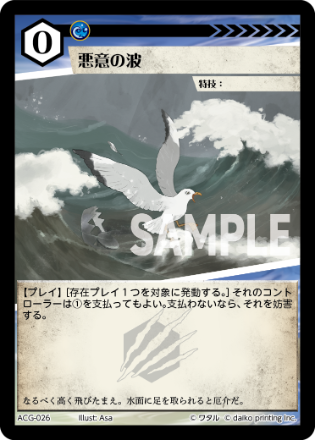 0
悪意の波
特技：
SAMPLE
【プレイ】[存在プレイ１つを対象に発動する。]それのコント
ローラーは①を支払ってもよい。支払わないなら、それを妨害
する。
なるべく高く飛びたまえ。水面に足を取られると厄介だ。
ACG-026 Illust: Asa © ワタル © daiko printing inc.